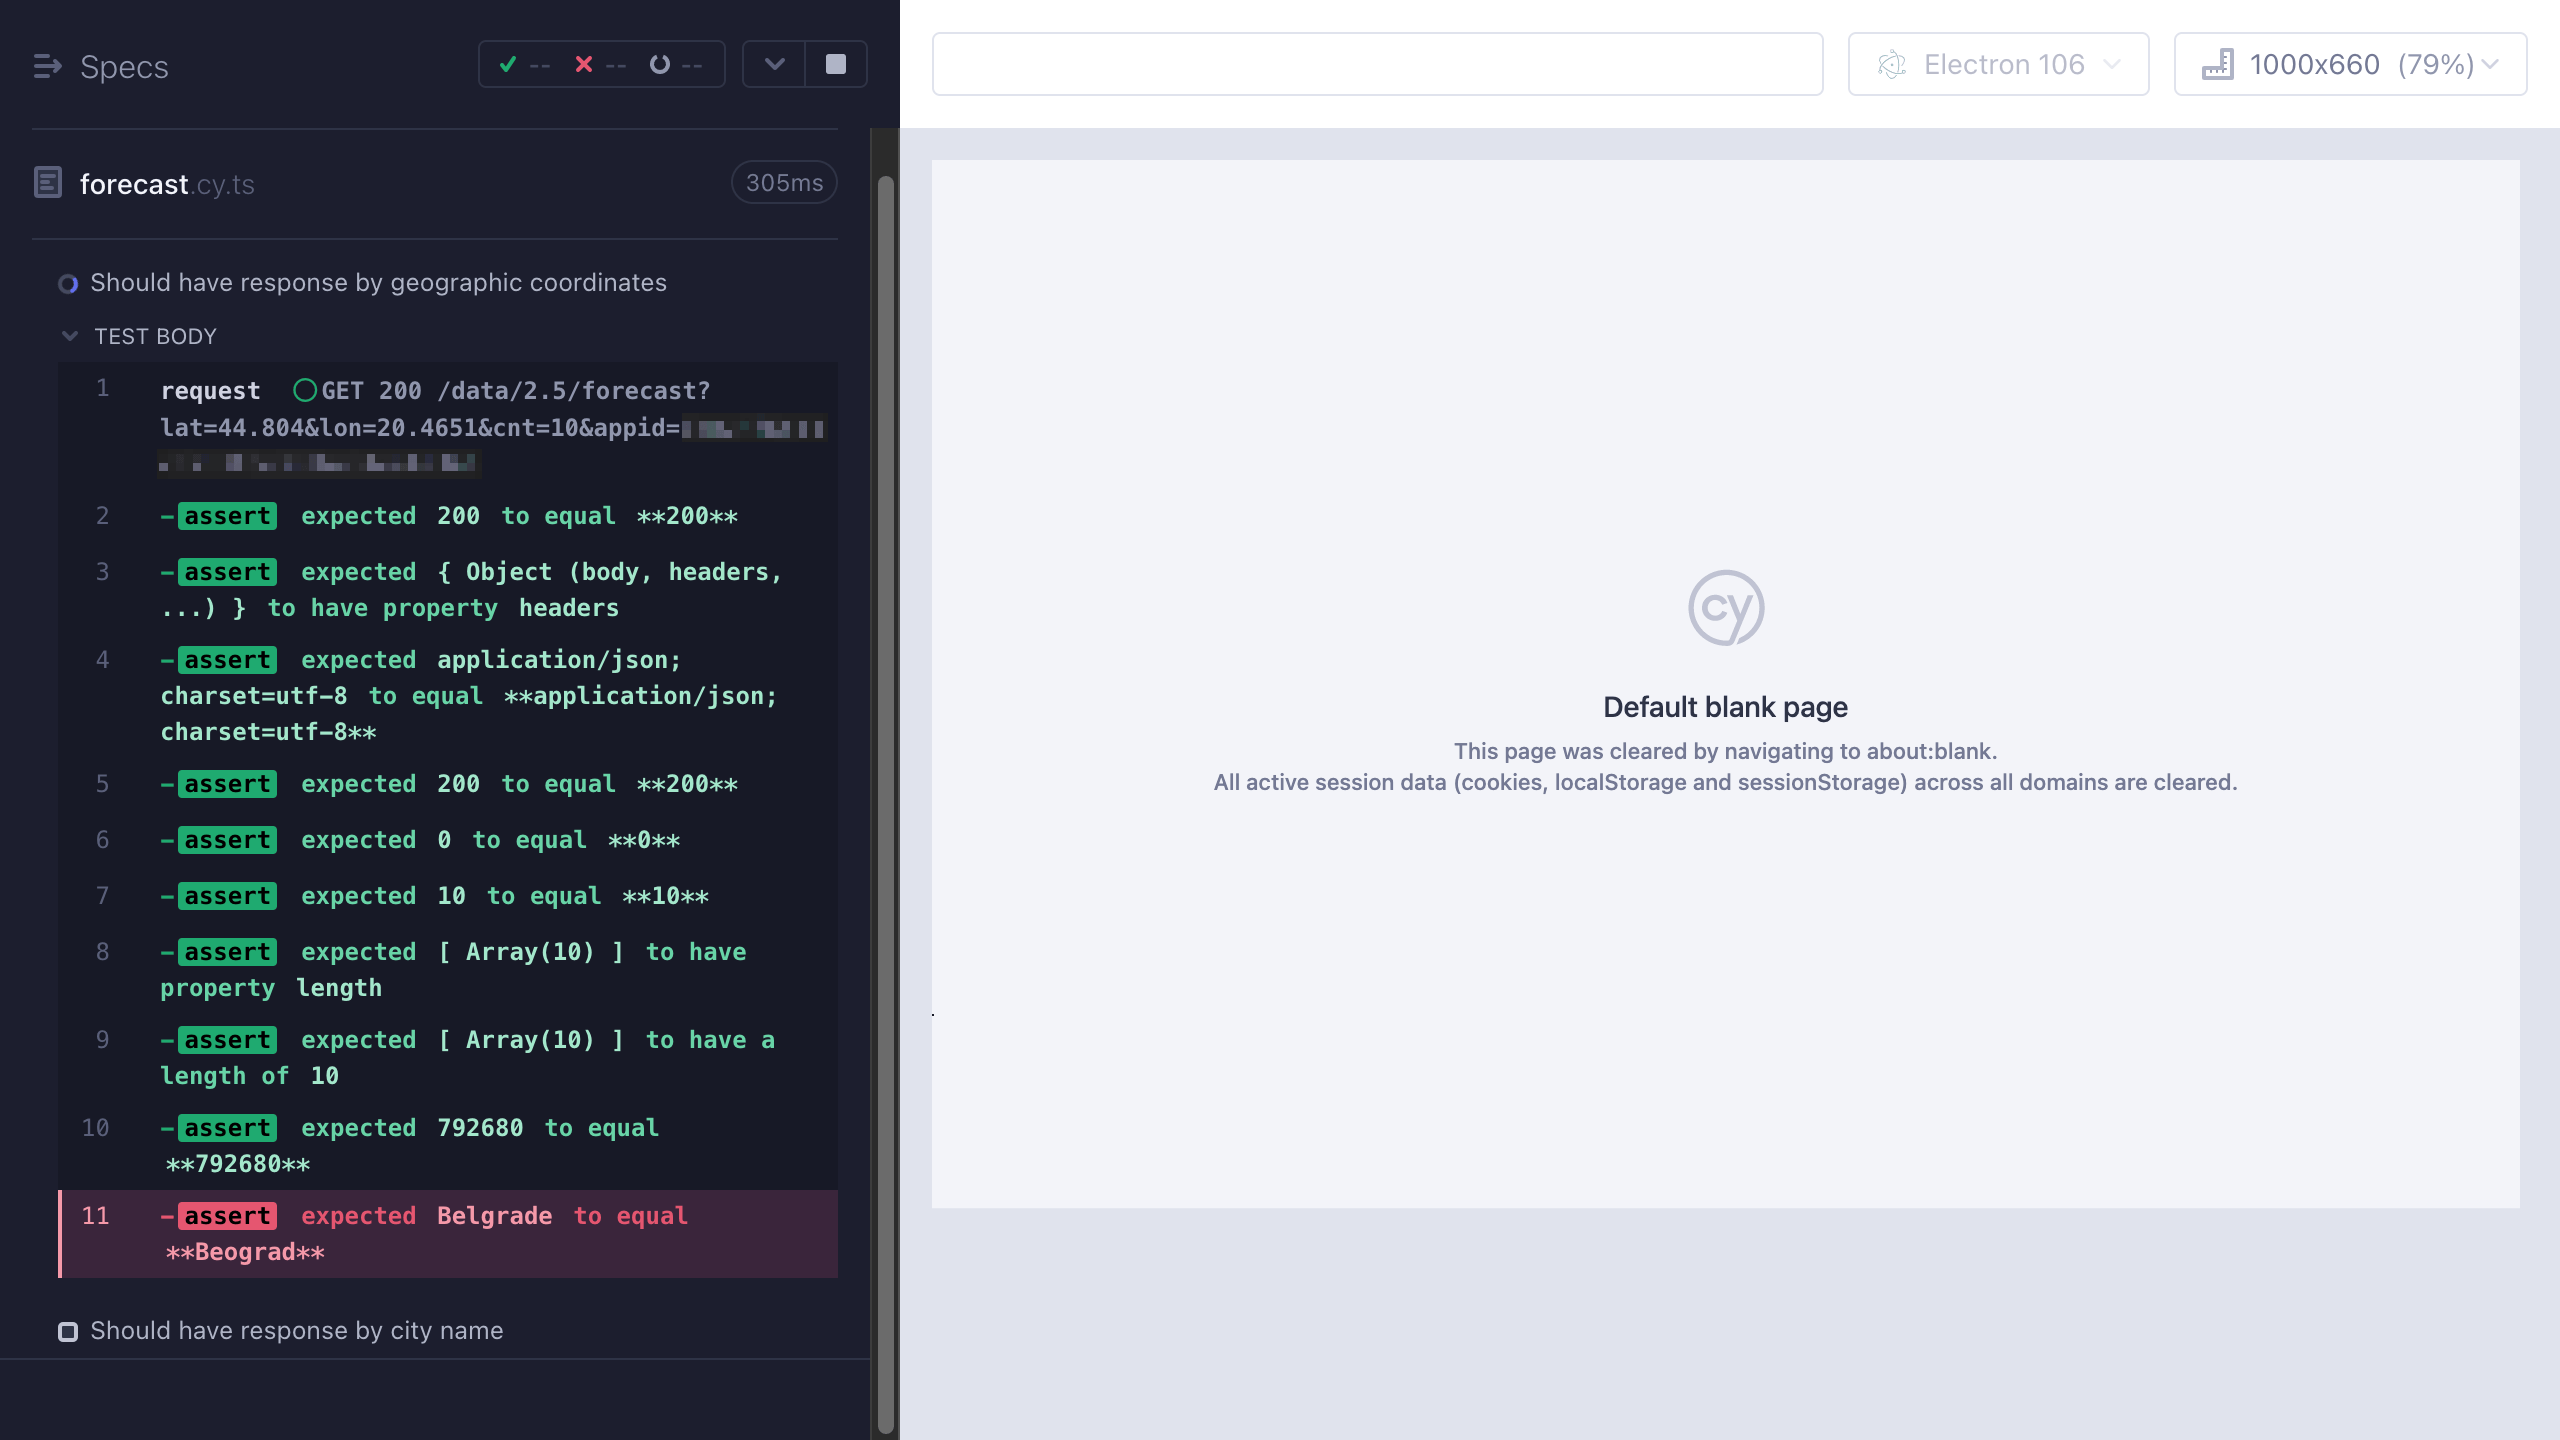 Specs
-- -- --
Electron 106
1000x660 (79%)
forecast.cy.ts
305ms
Should have response by geographic coordinates
TEST BODY
1 request GET 200 /data/2.5/forecast?
lat=44.804&lon=20.4651&cnt=10&appid=
2 -assert expected 200 to equal **200**
3 -assert expected { Object (body, headers,
...) } to have property headers
4 -assert expected application/json;
charset=utf-8 to equal **application/json;
charset=utf-8**
5 -assert expected 200 to equal **200**
6 -assert expected 0 to equal **0**
7 -assert expected 10 to equal **10**
8 -assert expected [ Array(10) ] to have
property length
9 -assert expected [ Array(10) ] to have a
length of 10
10 -assert expected 792680 to equal
**792680**
11 -assert expected Belgrade to equal
**Beograd**
Should have response by city name
cy
Default blank page
This page was cleared by navigating to about:blank.
All active session data (cookies, localStorage and sessionStorage) across all domains are cleared.